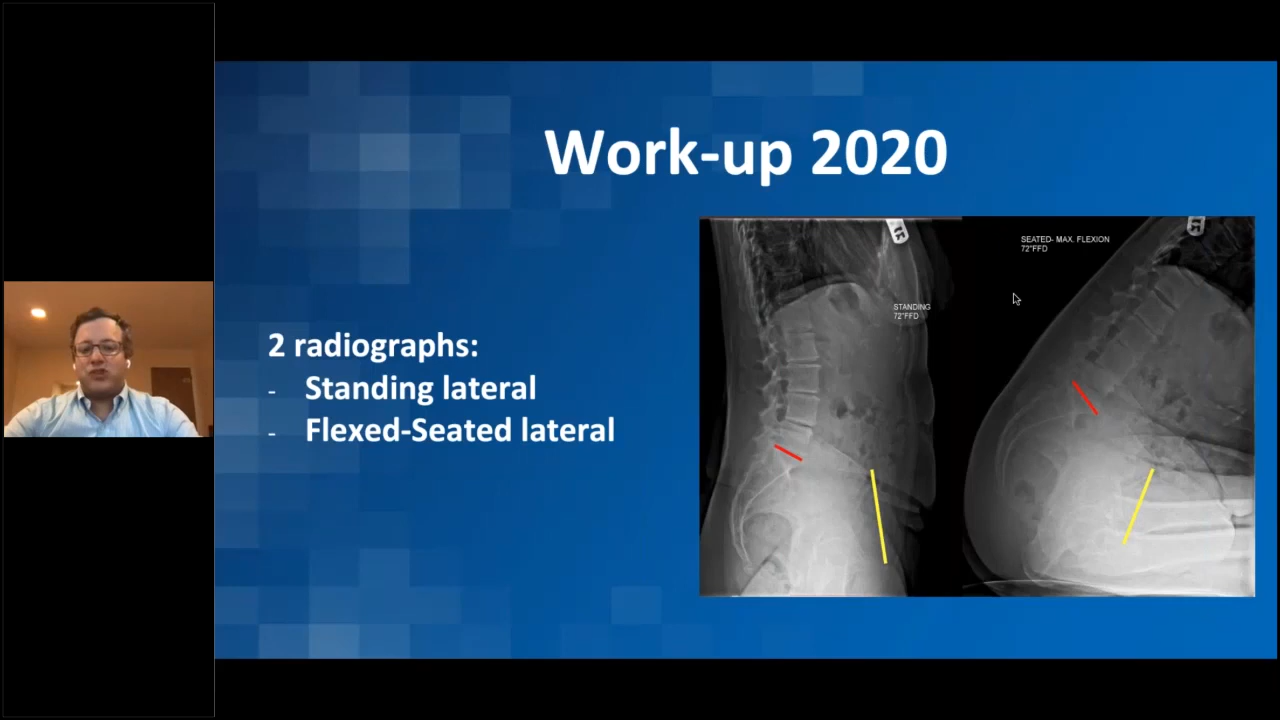 Work-up 2020
2 radiographs:
- Standing lateral
- Flexed-Seated lateral
STANDING
72"FFD
SEATED- MAX. FLEXION
72"FFD